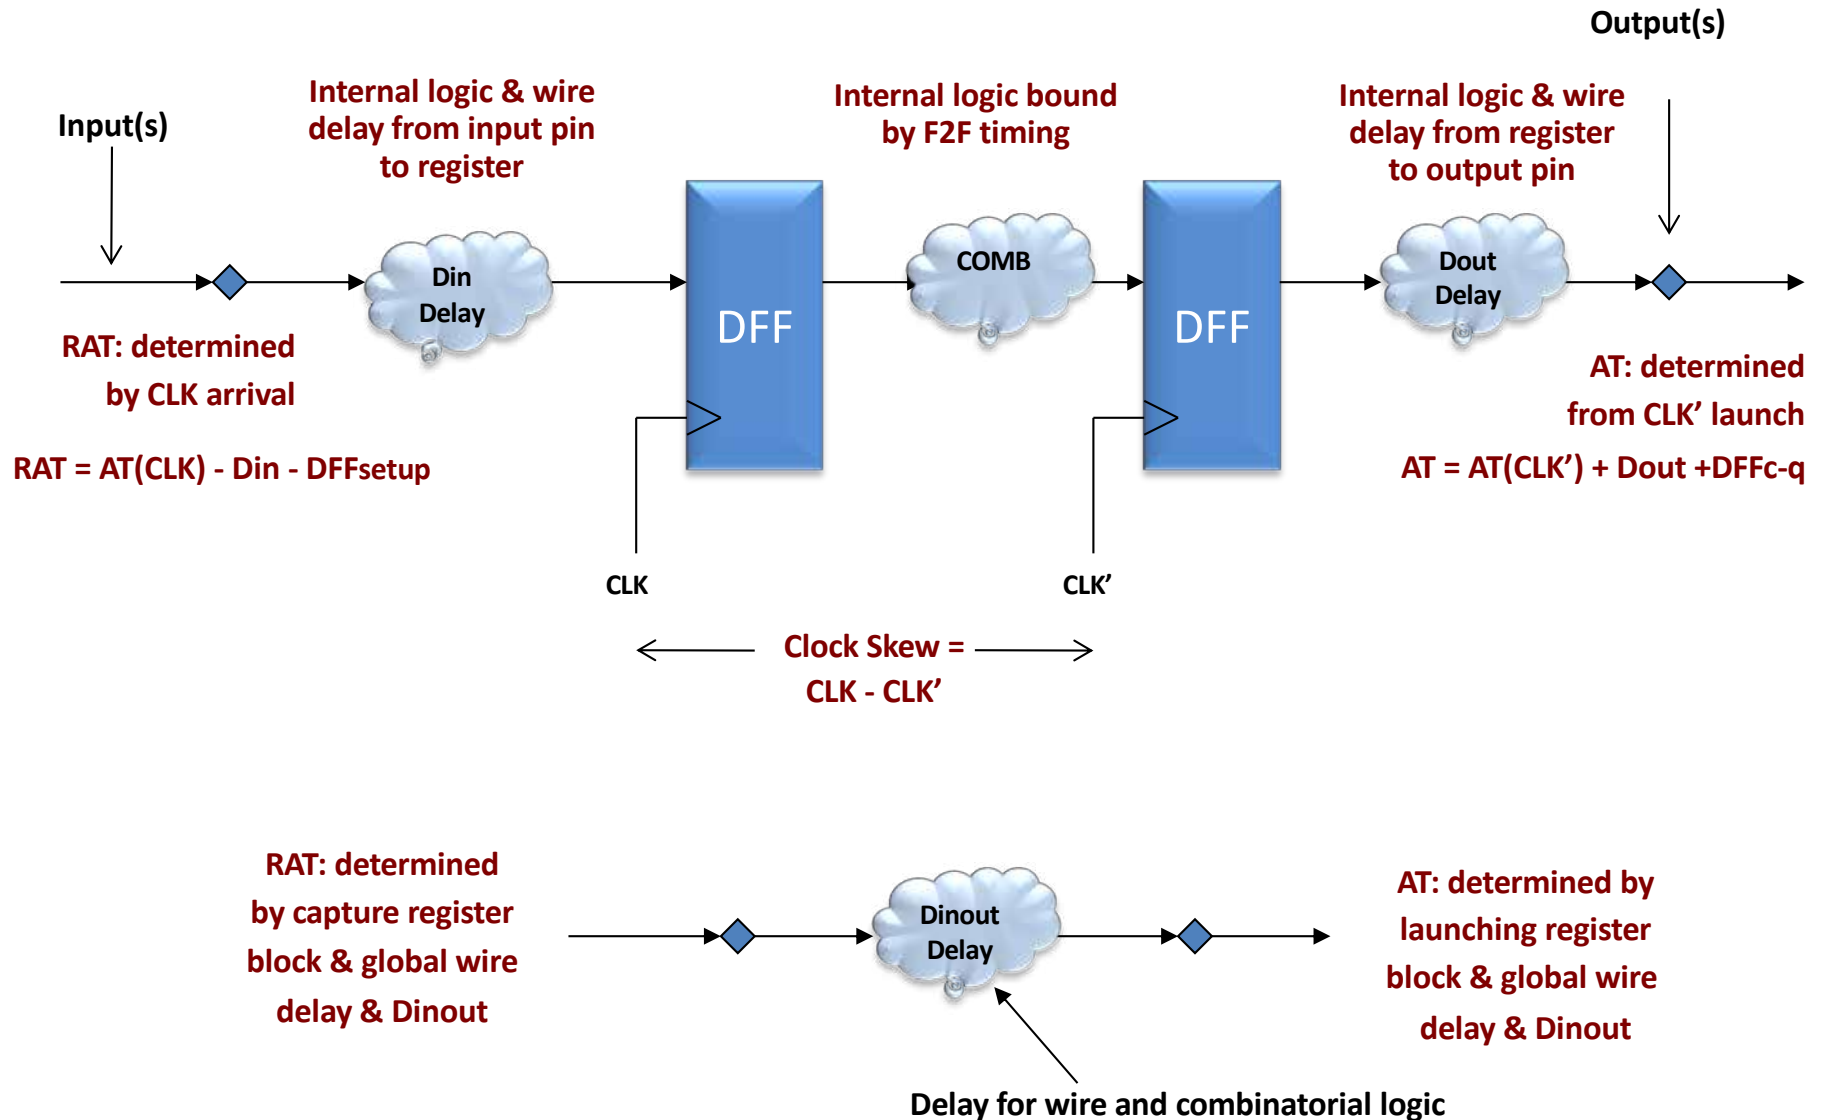 Output(s)
Input(s)
Internal logic & wire
delay from input pin
to register
Internal logic bound
by F2F timing
Internal logic & wire
delay from register
to output pin
Din
Delay
DFF
COMB
DFF
Dout
Delay
RAT: determined
by CLK arrival
RAT = AT(CLK) - Din - DFFsetup
AT: determined
from CLK’ launch
AT = AT(CLK’) + Dout +DFFc-q
CLK
CLK’
Clock Skew =
CLK - CLK’
RAT: determined
by capture register
block & global wire
delay & Dinout
Dinout
Delay
AT: determined by
launching register
block & global wire
delay & Dinout
Delay for wire and combinatorial logic